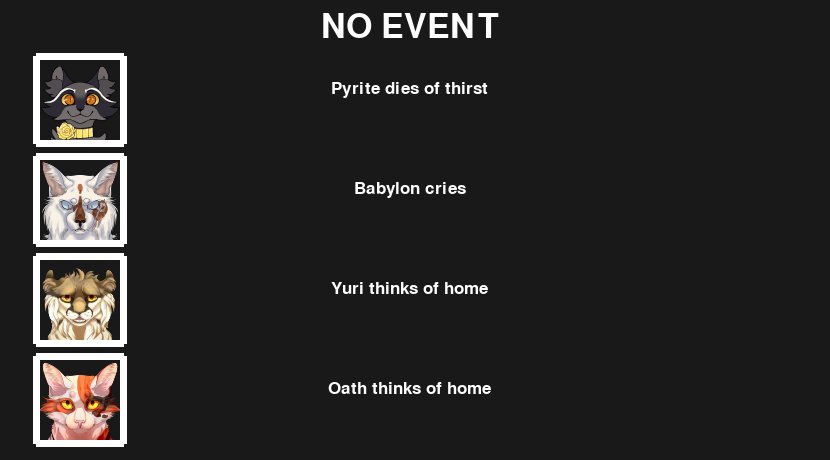 NO EVENT
Pyrite dies of thirst
Babylon cries
Yuri thinks of home
Oath thinks of home